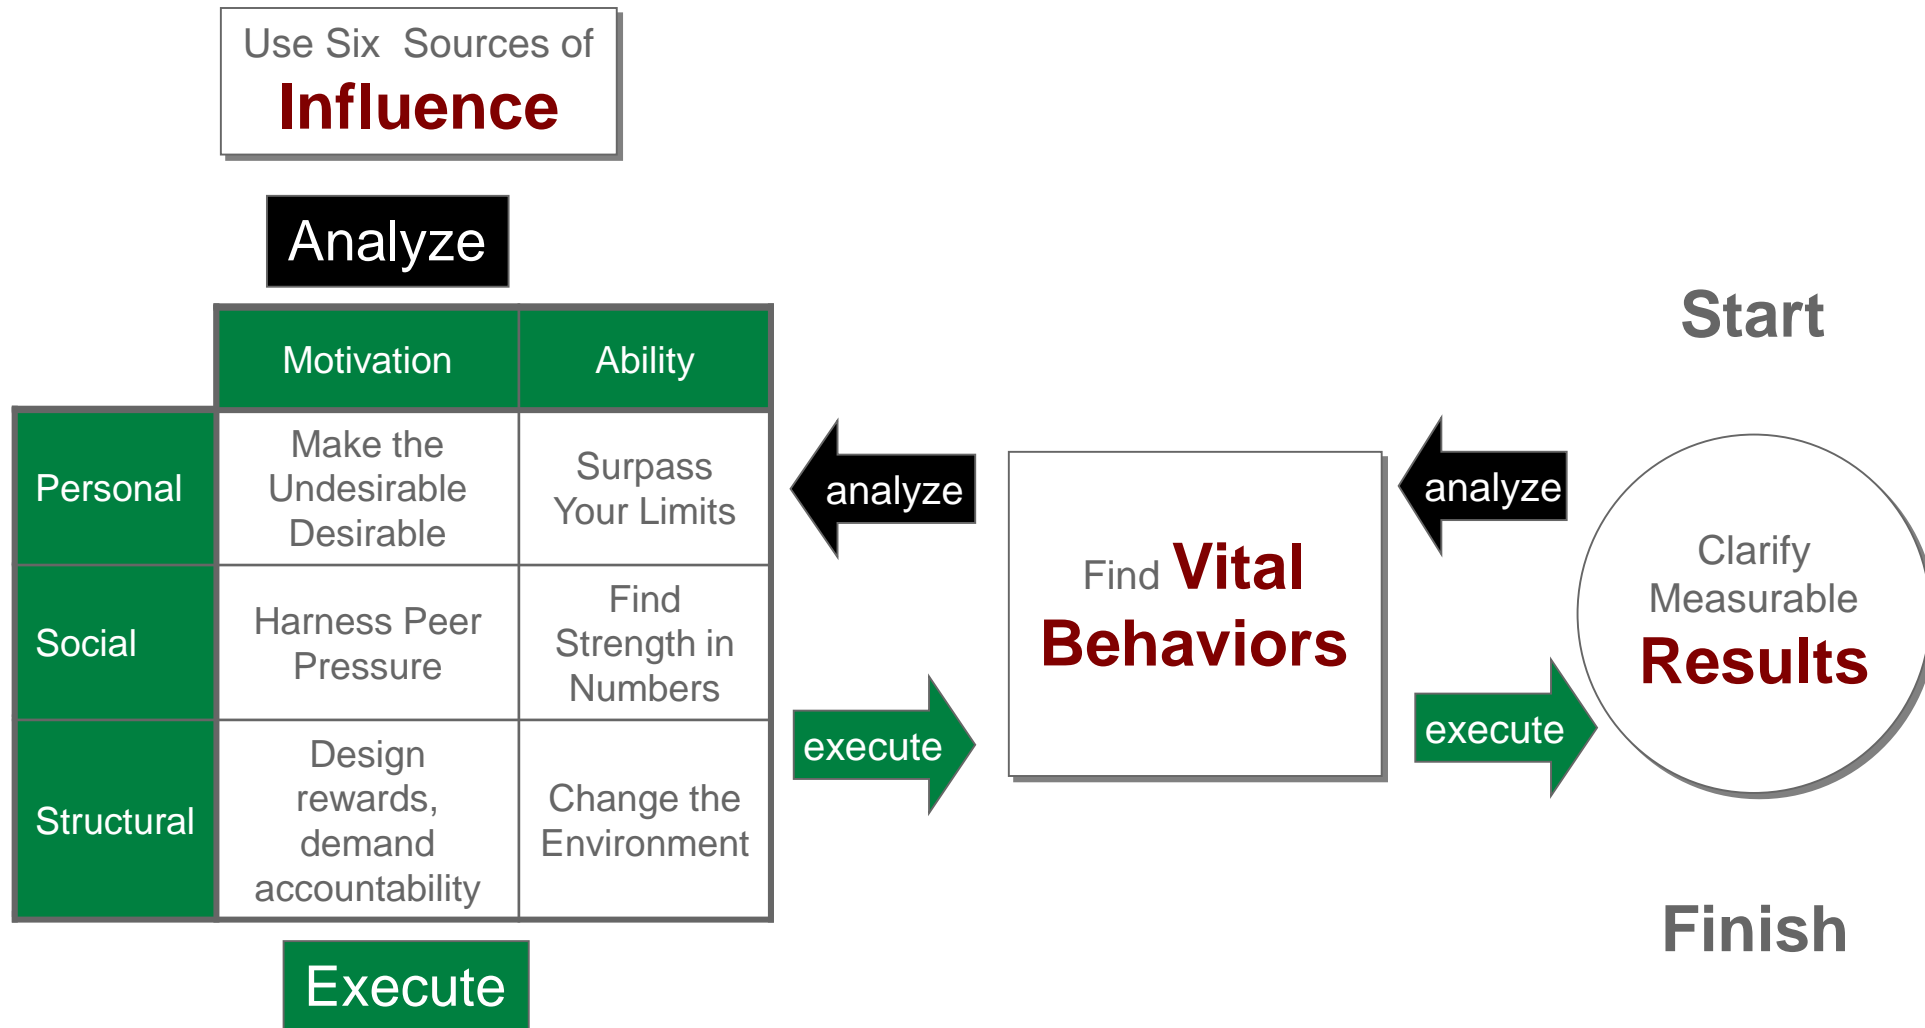 Use Six  Sources of
Influence
Analyze
Motivation
Ability
Personal
Make the
Undesirable
Desirable
Surpass
Your Limits
Social
Harness Peer
Pressure
Find
Strength in
Numbers
Structural
Design
rewards,
demand
accountability
Change the
Environment
Execute
analyze
execute
Find Vital
Behaviors
analyze
execute
Start
Clarify
Measurable
Results
Finish